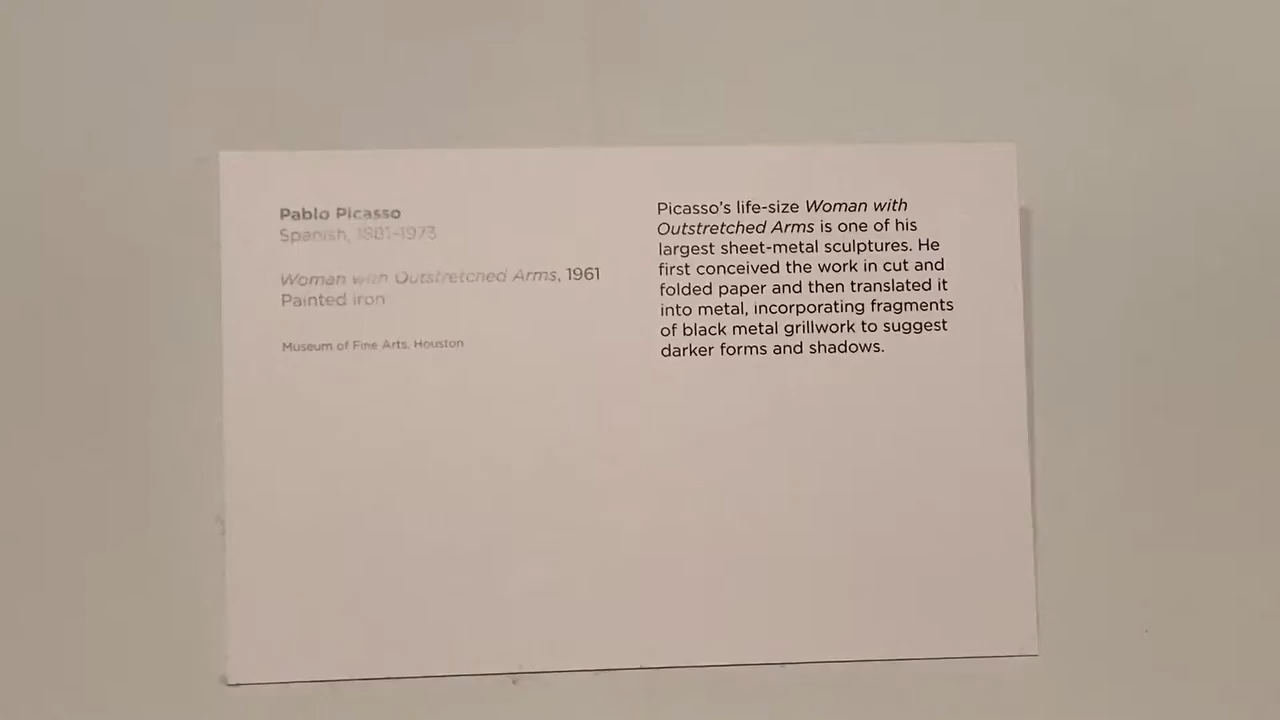 Pablo Picasso
Spanish, 1881-1973
Woman with Outstretched Arms, 1961
Painted iron
Museum of Fine Arts, Houston
Picasso's life-size Woman with
Outstretched Arms is one of his
largest sheet-metal sculptures. He
first conceived the work in cut and
folded paper and then translated it
into metal, incorporating fragments
of black metal grillwork to suggest
darker forms and shadows.